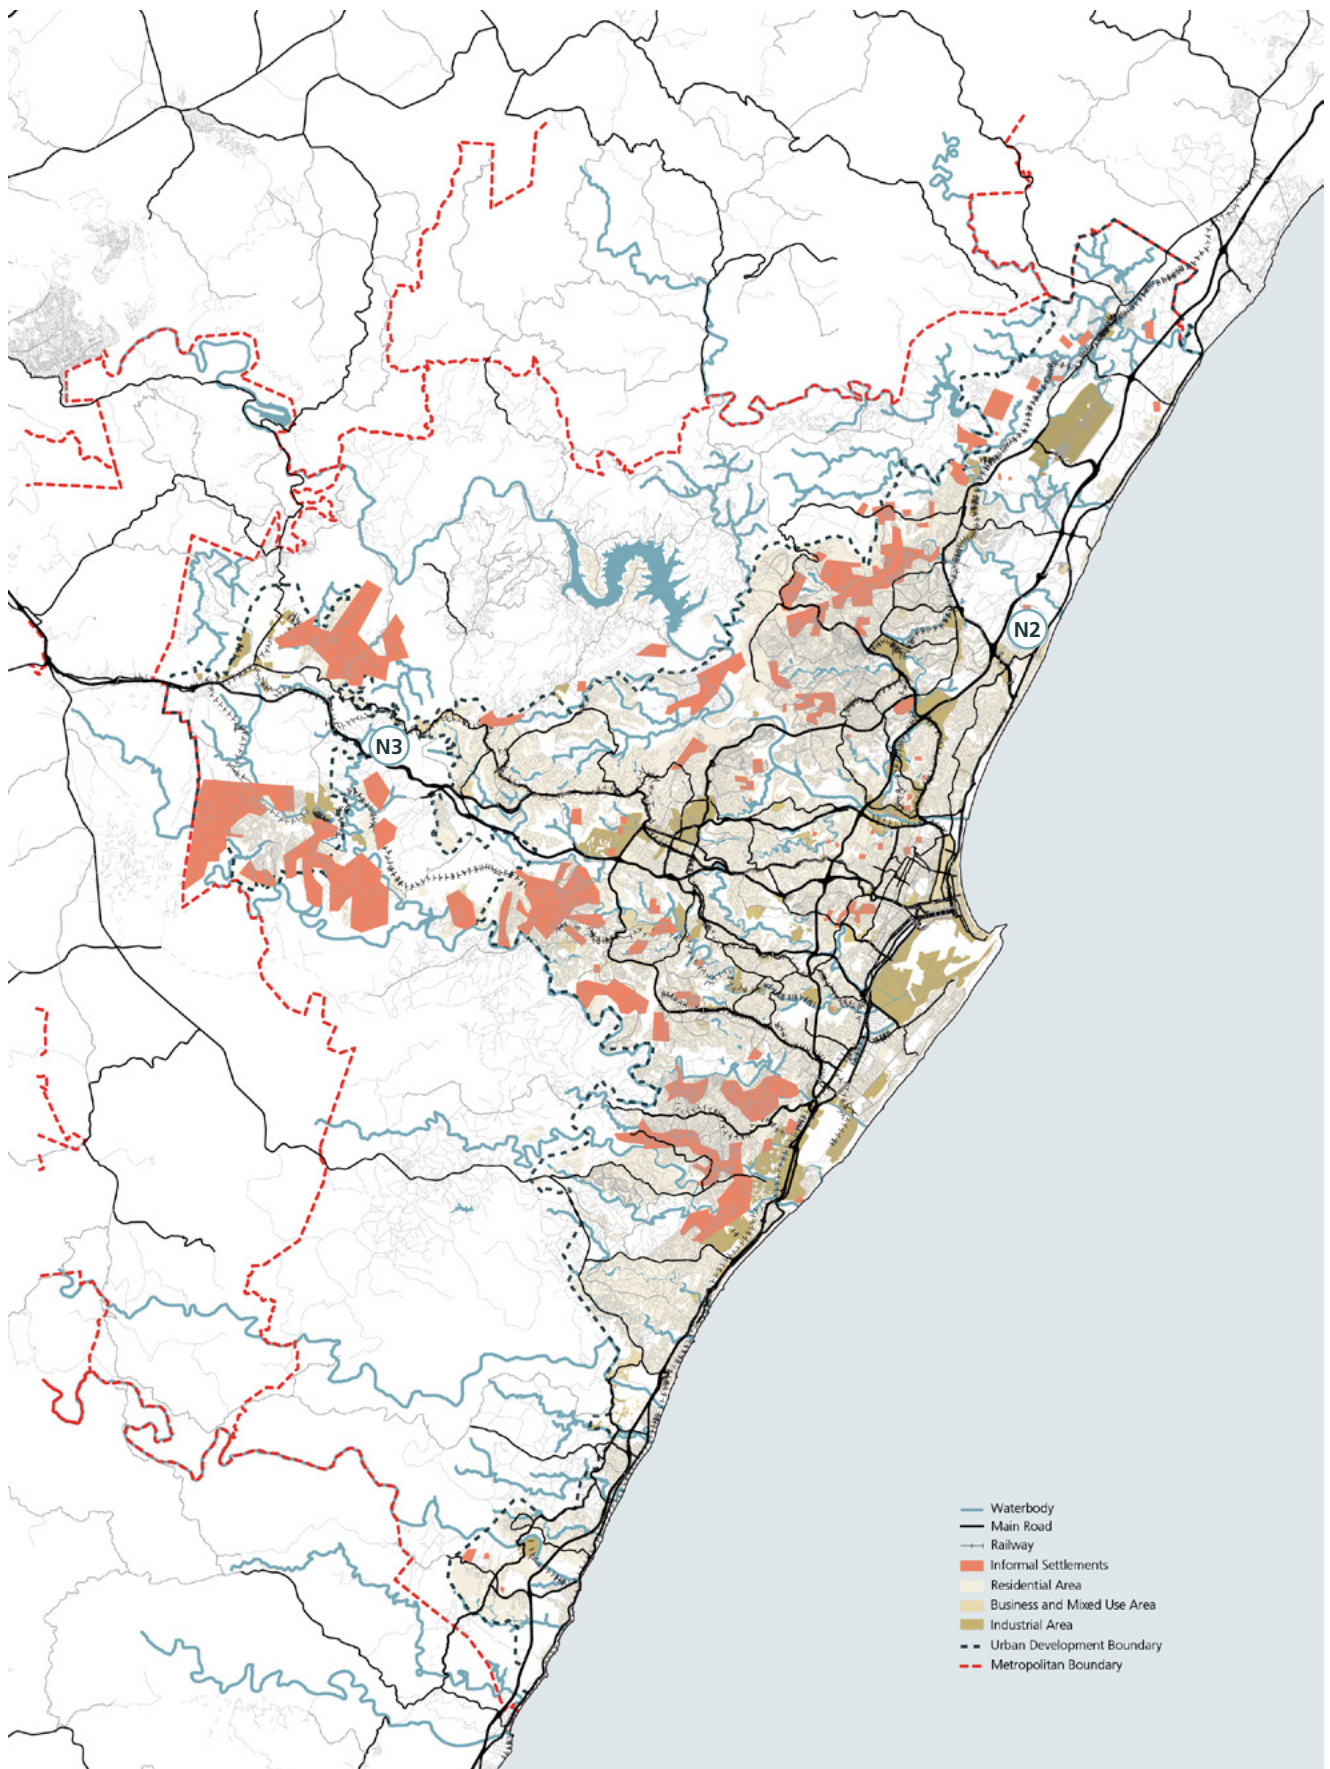 N2
N3
Waterbody
Main Road
Railway
Informal Settlements
Residential Area
Business and Mixed Use Area
Industrial Area
Urban Development Boundary
Metropolitan Boundary